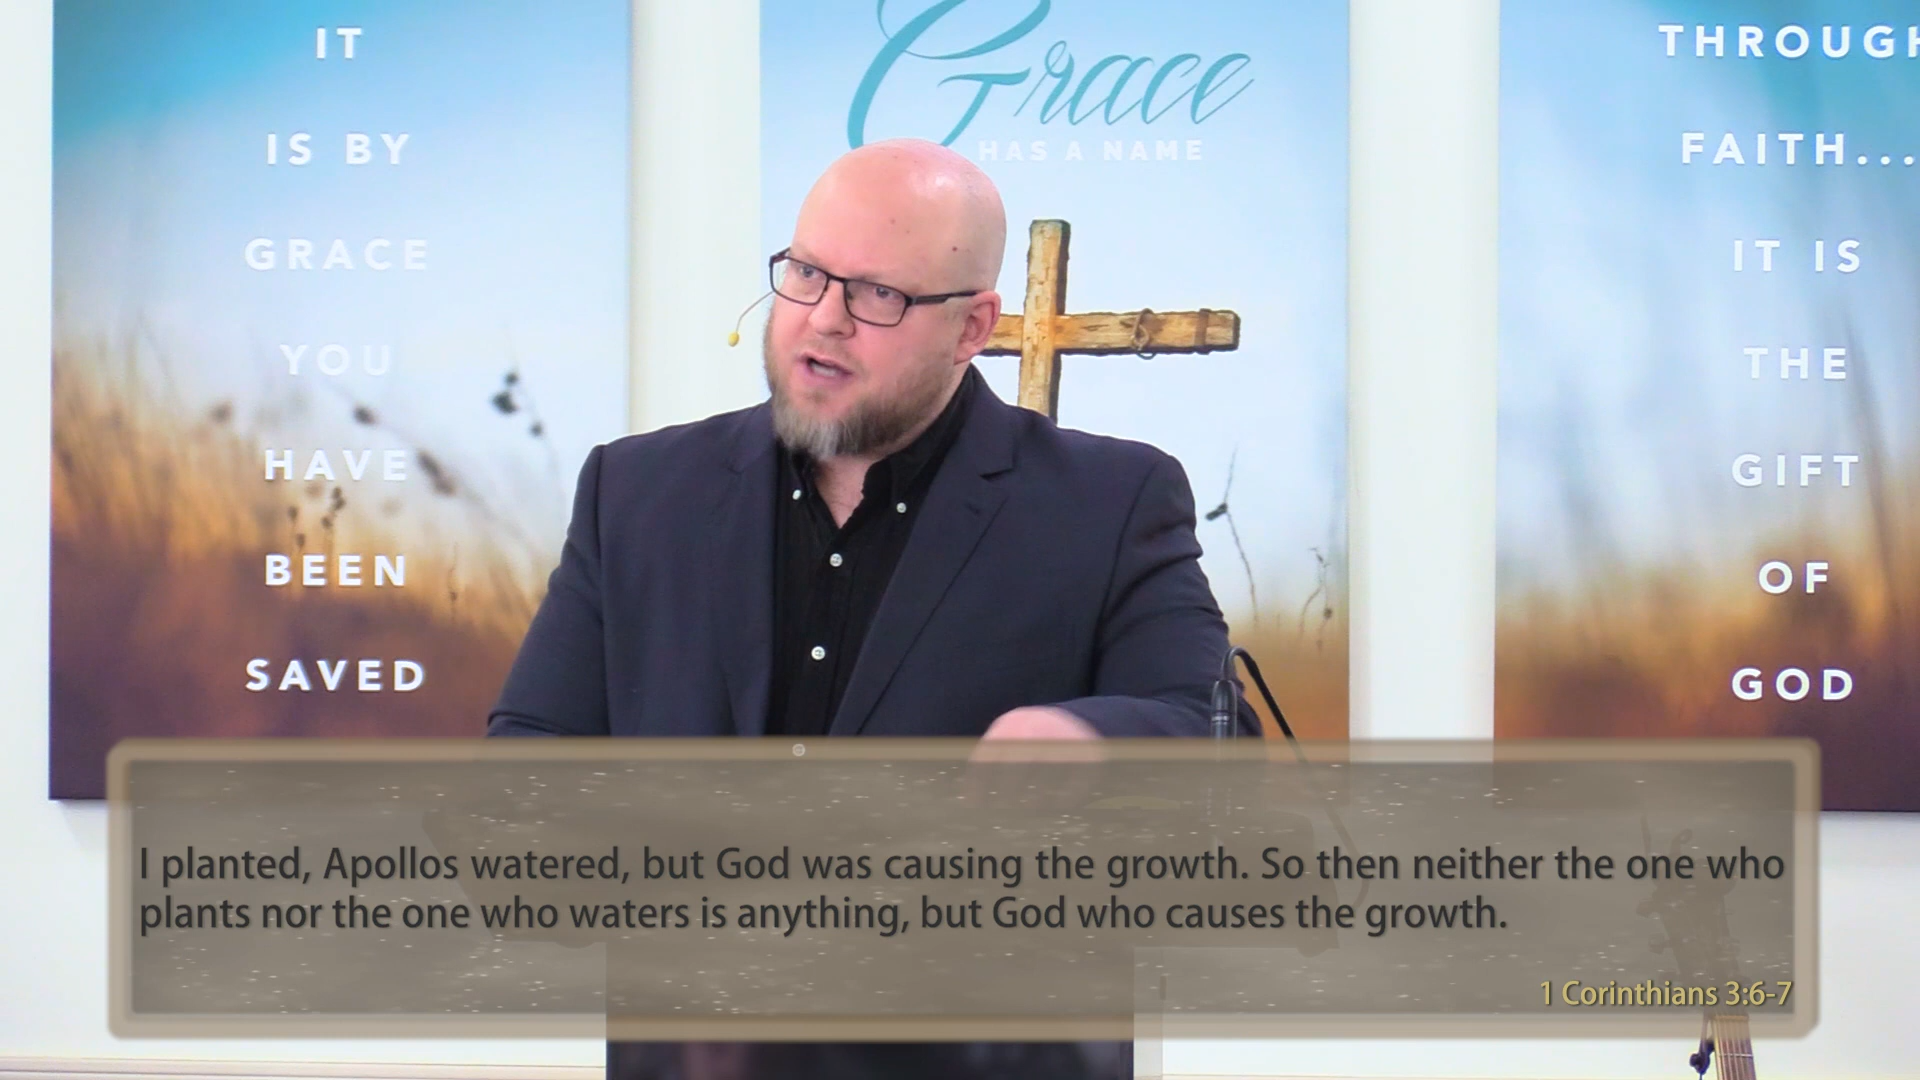 IT
IS BY
GRACE
YOU
HAVE
BEEN
SAVED
Grace
HAS A NAME
THROUGH
FAITH...
IT IS
THE
GIFT
OF
GOD
I planted, Apollos watered, but God was causing the growth. So then neither the one who
plants nor the one who waters is anything, but God who causes the growth.
1 Corinthians 3:6-7